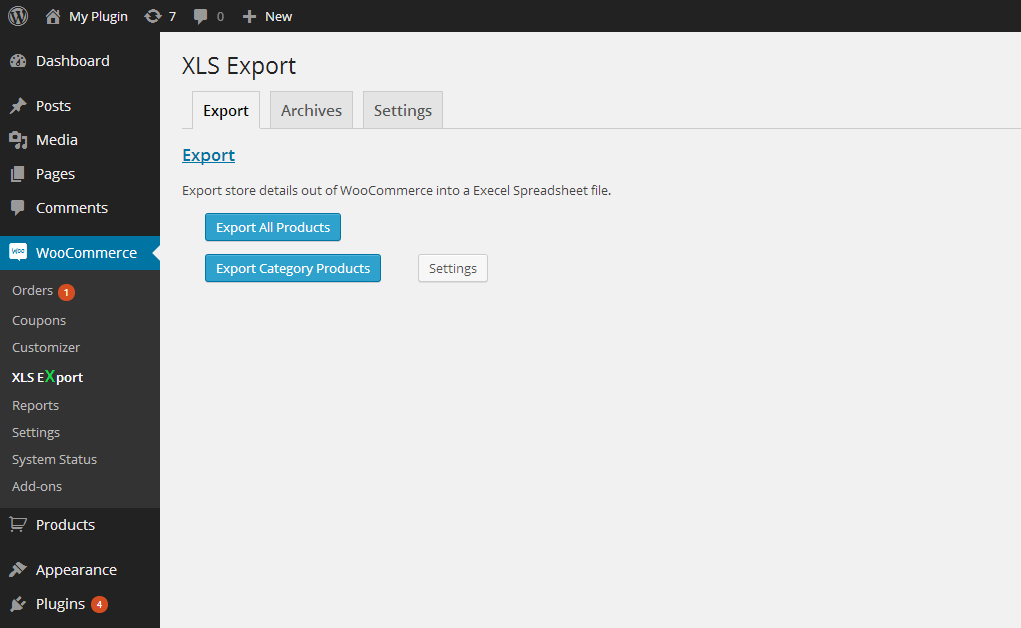 My Plugin 7 0 New
Dashboard
Posts
Media
Pages
Comments
Woo WooCommerce
Orders 1
Coupons
Customizer
XLS EXport
Reports
Settings
System Status
Add-ons
Products
Appearance
Plugins 4
XLS Export
Export Archives Settings
Export
Export store details out of WooCommerce into a Execel Spreadsheet file.
Export All Products
Export Category Products Settings